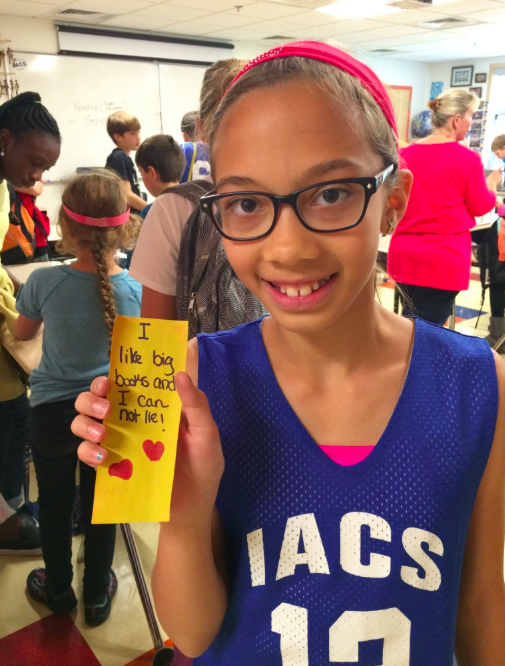 I
like big
books and
I can
not lie!
IACS
12